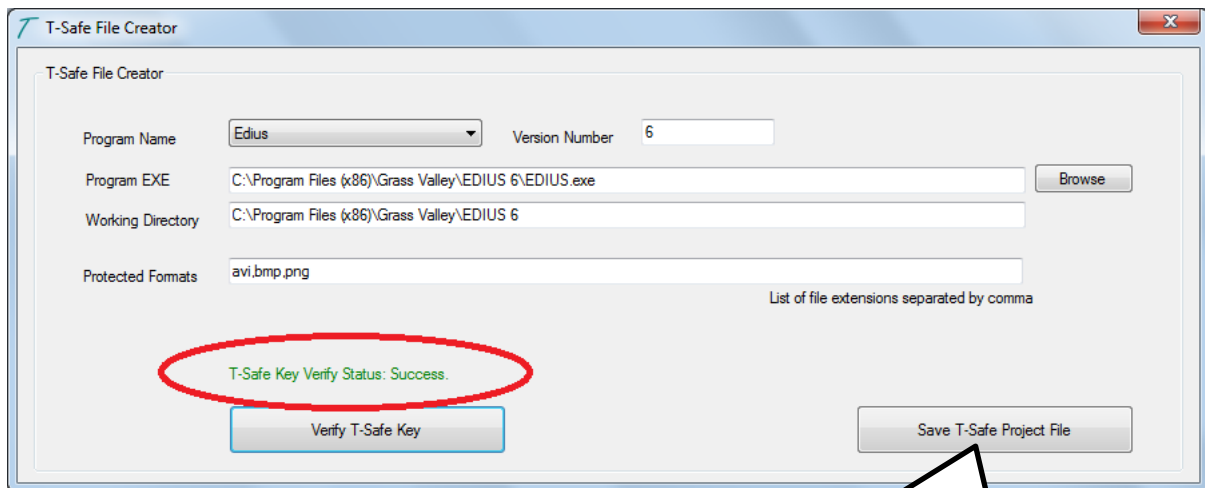 T-Safe File Creator
T-Safe File Creator
Program Name Edius Version Number 6
Program EXE C:\Program Files (x86)\Grass Valley\EDIUS 6\EDIUS.exe Browse
Working Directory C:\Program Files (x86)\Grass Valley\EDIUS 6
Protected Formats avi,bmp,png
List of file extensions separated by comma
T-Safe Key Verify Status: Success.
Verify T-Safe Key Save T-Safe Project File